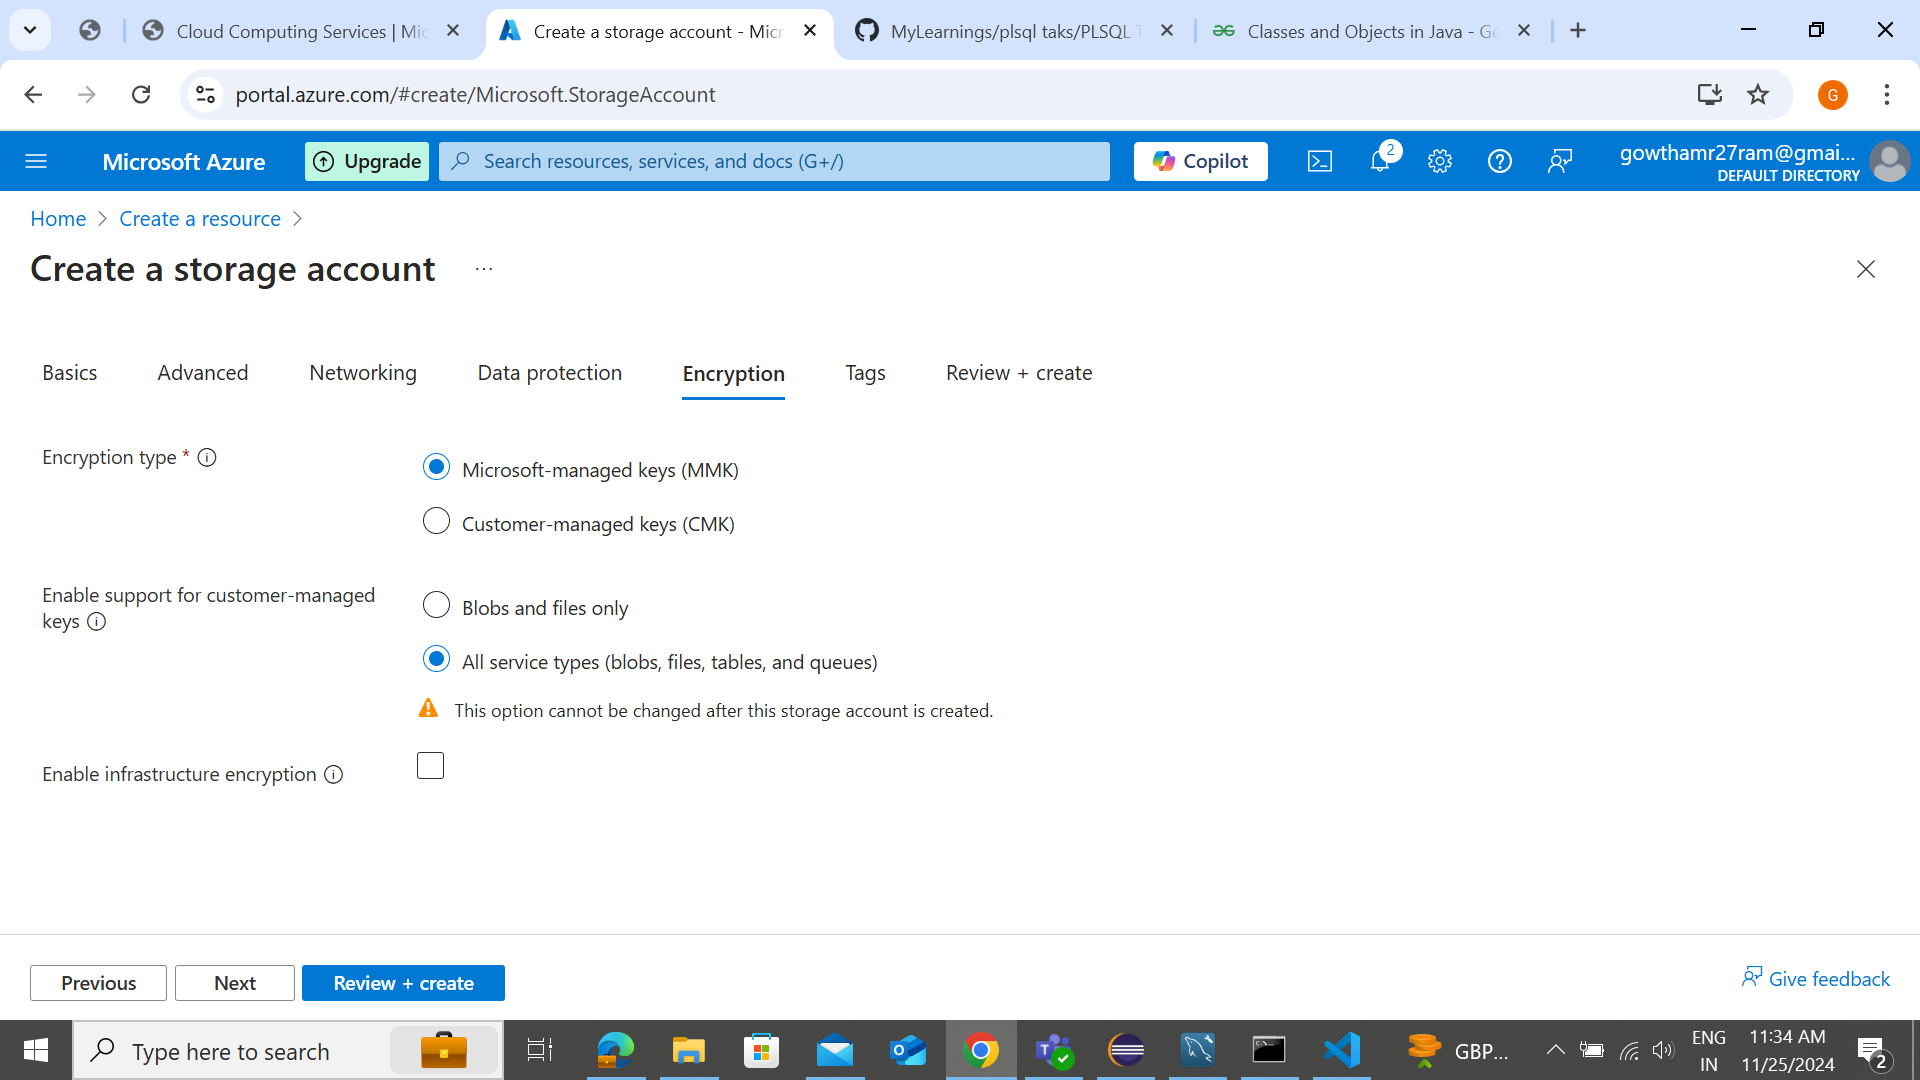 Cloud Computing Services | Mic
Create a storage account - Micr
MyLearnings/plsql taks/PLSQL T
Classes and Objects in Java - Ge
portal.azure.com/#create/Microsoft.StorageAccount
G
Microsoft Azure
Upgrade
Search resources, services, and docs (G+/)
Copilot
2
gowthamr27ram@gmai...
DEFAULT DIRECTORY
Home > Create a resource >
Create a storage account ...
Basics Advanced Networking Data protection Encryption Tags Review + create
Encryption type *
Microsoft-managed keys (MMK)
Customer-managed keys (CMK)
Enable support for customer-managed
keys
Blobs and files only
All service types (blobs, files, tables, and queues)
This option cannot be changed after this storage account is created.
Enable infrastructure encryption
Previous
Next
Review + create
Give feedback
Type here to search
GBP...
ENG
IN
11:34 AM
11/25/2024
2